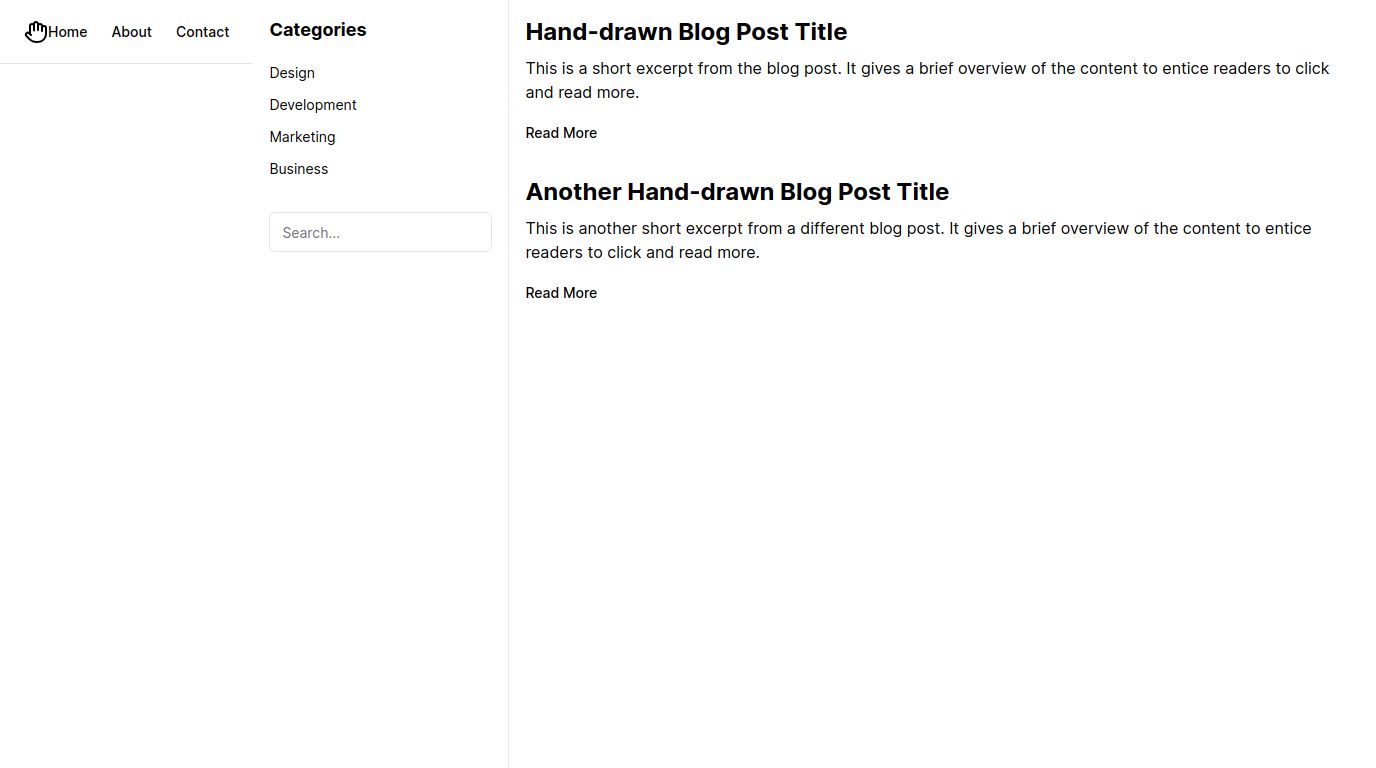 Home About Contact
Categories
Design
Development
Marketing
Business
Search...
Hand-drawn Blog Post Title
This is a short excerpt from the blog post. It gives a brief overview of the content to entice readers to click
and read more.
Read More
Another Hand-drawn Blog Post Title
This is another short excerpt from a different blog post. It gives a brief overview of the content to entice
readers to click and read more.
Read More